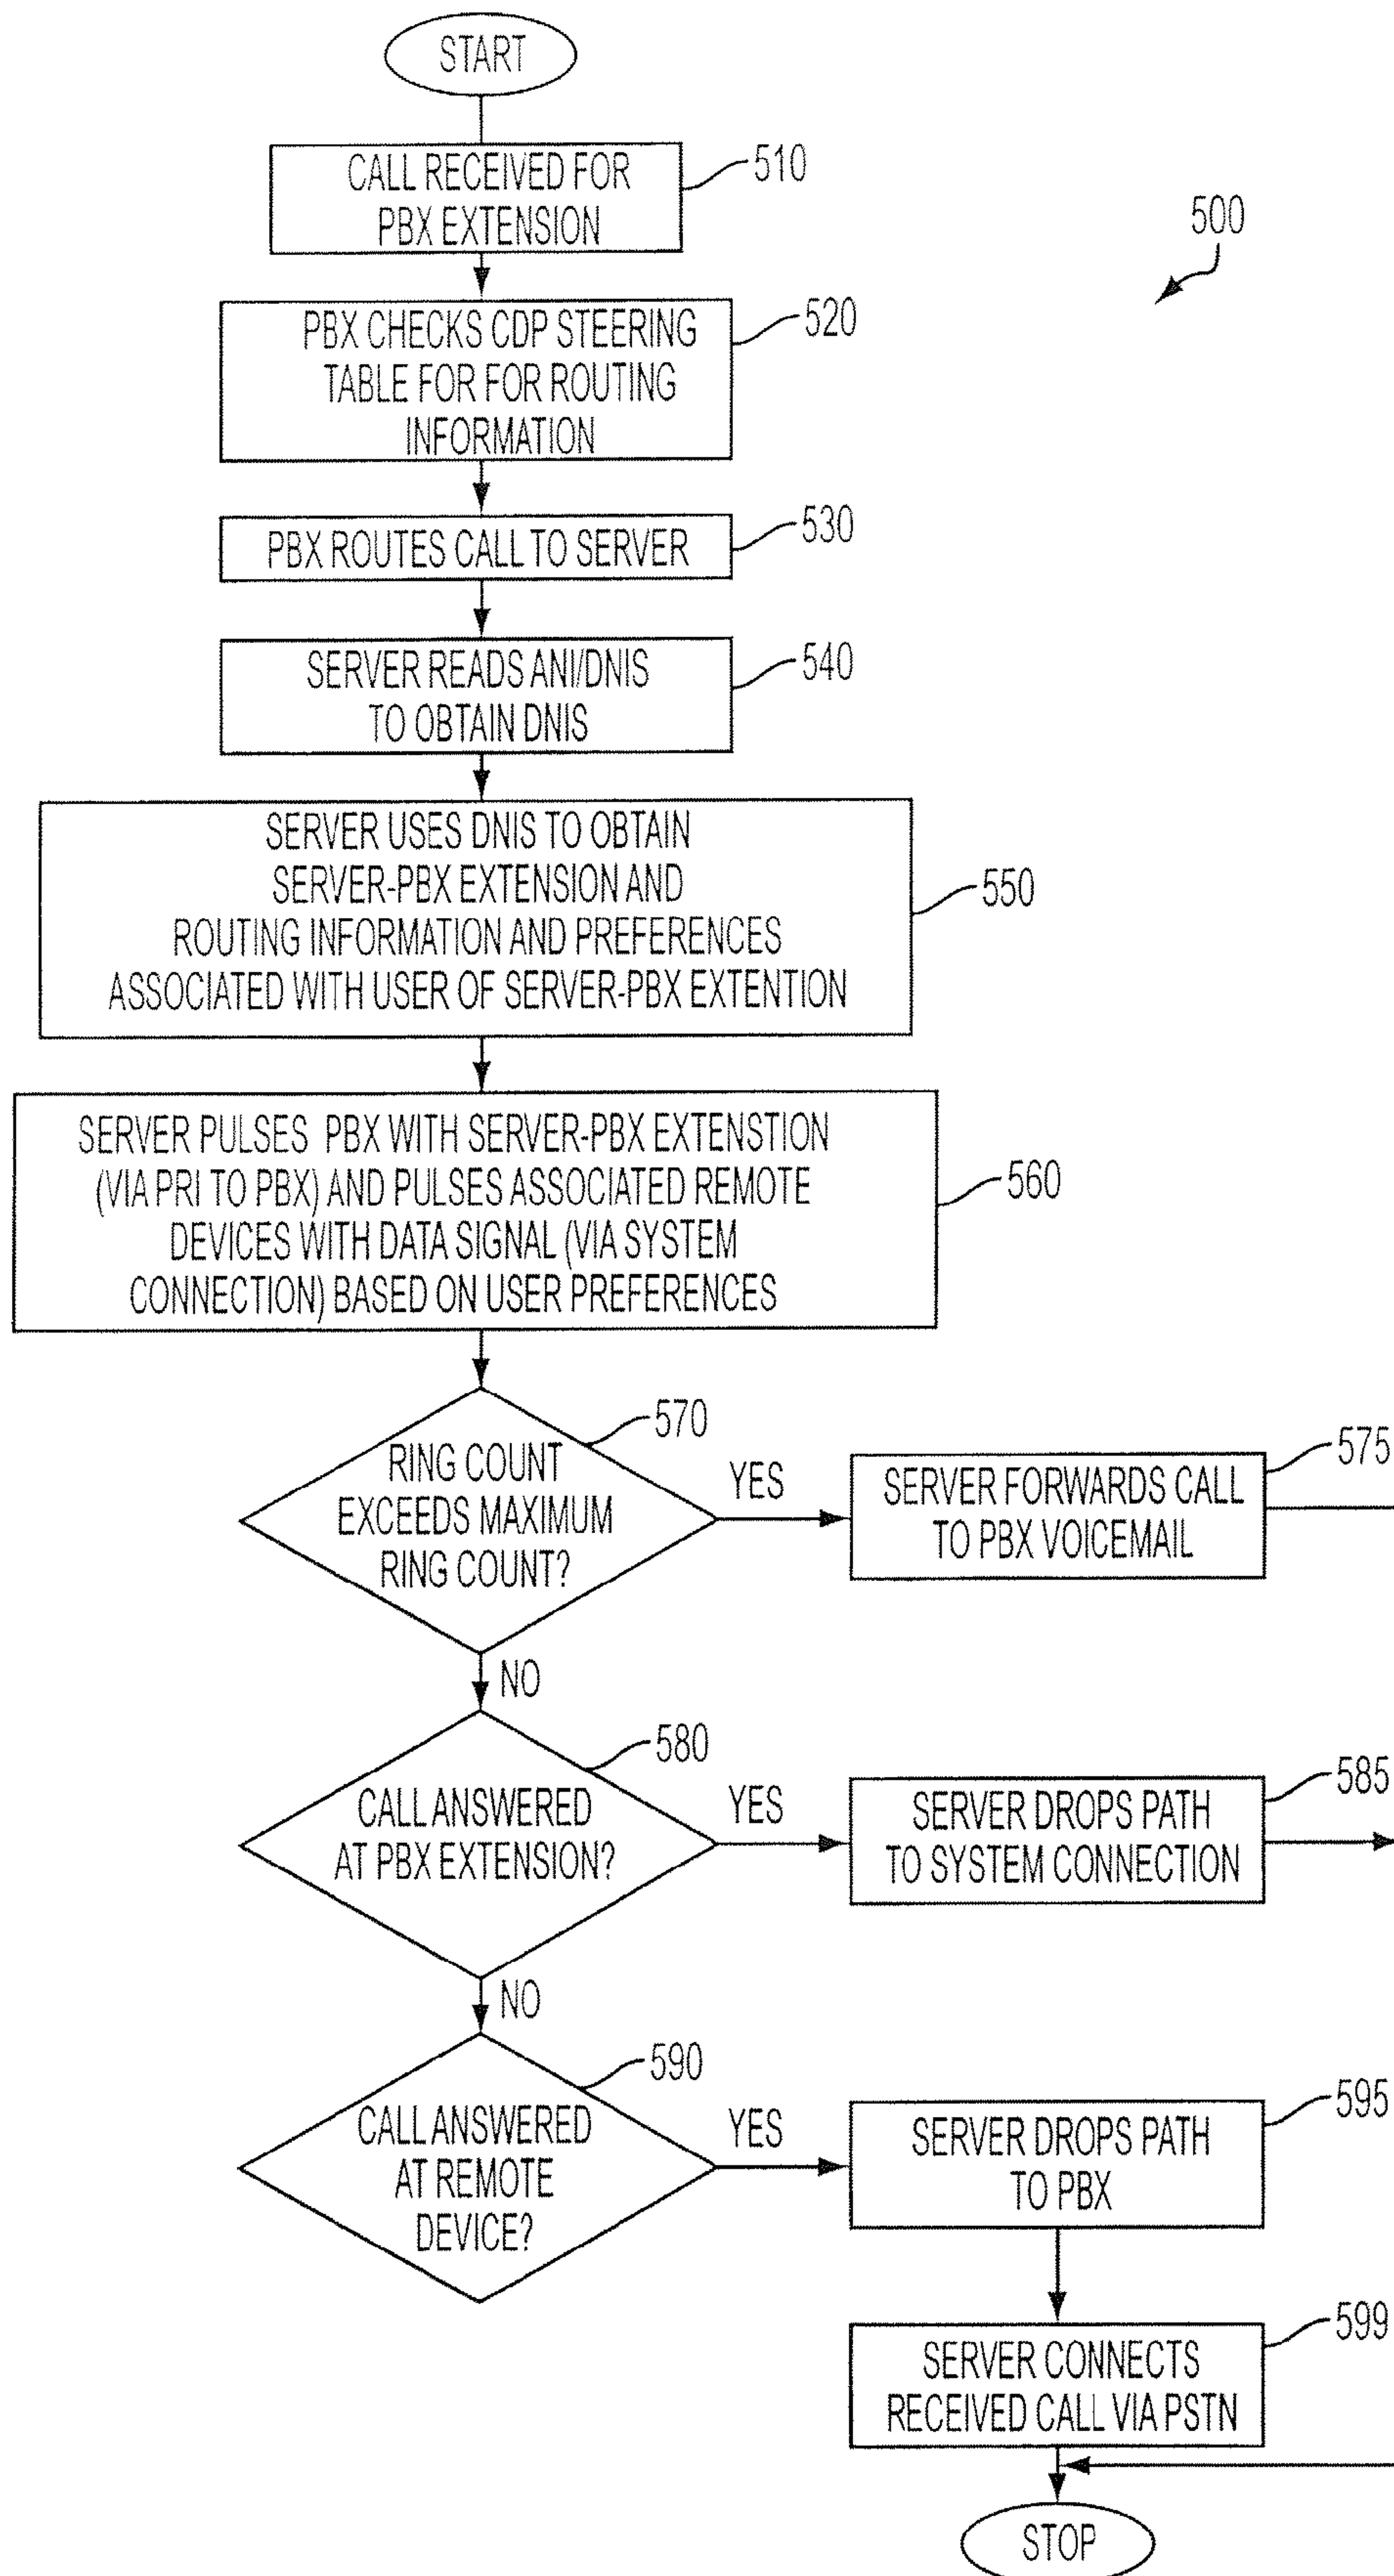 START
CALL RECEIVED FOR
PBX EXTENSION
510
500
PBX CHECKS CDP STEERING
TABLE FOR FOR ROUTING
INFORMATION
520
PBX ROUTES CALL TO SERVER
530
SERVER READS ANI/DNIS
TO OBTAIN DNIS
540
SERVER USES DNIS TO OBTAIN
SERVER-PBX EXTENSION AND
ROUTING INFORMATION AND PREFERENCES
ASSOCIATED WITH USER OF SERVER-PBX EXTENTION
550
SERVER PULSES PBX WITH SERVER-PBX EXTENSTION
(VIA PRI TO PBX) AND PULSES ASSOCIATED REMOTE
DEVICES WITH DATA SIGNAL (VIA SYSTEM
CONNECTION) BASED ON USER PREFERENCES
560
RING COUNT
EXCEEDS MAXIMUM
RING COUNT?
570
YES
SERVER FORWARDS CALL
TO PBX VOICEMAIL
575
NO
CALL ANSWERED
AT PBX EXTENSION?
580
YES
SERVER DROPS PATH
TO SYSTEM CONNECTION
585
NO
CALL ANSWERED
AT REMOTE
DEVICE?
590
YES
SERVER DROPS PATH
TO PBX
595
SERVER CONNECTS
RECEIVED CALL VIA PSTN
599
STOP